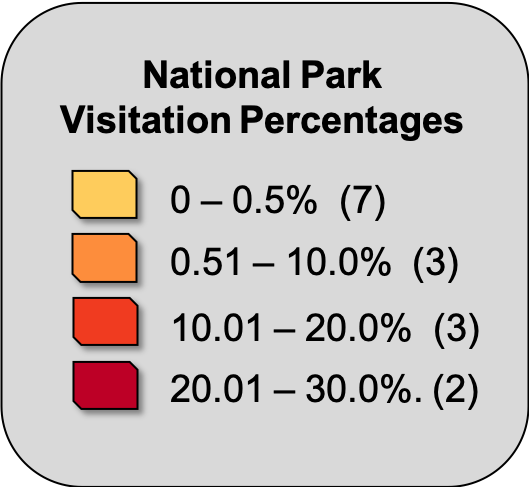 National Park
Visitation Percentages
0 – 0.5% (7)
0.51 – 10.0% (3)
10.01 – 20.0% (3)
20.01 – 30.0%. (2)